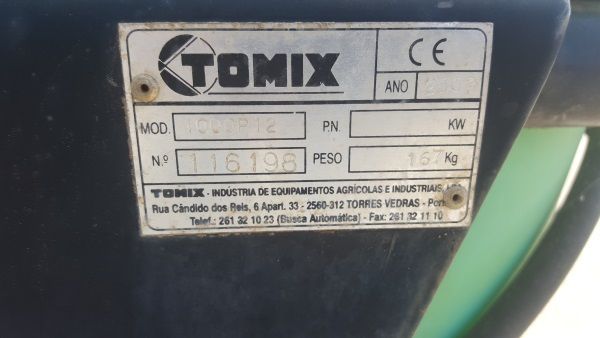 TOMIX
CE
ANO
MOD. P.N. KW
N.º 116198 PESO 167 Kg
TOMIX - INDÚSTRIA DE EQUIPAMENTOS AGRÍCOLAS E INDUSTRIAIS,
Rua Cândido dos Reis, 6 Apart. 33 - 2560-312 TORRES VEDRAS -
Telef.: 261 32 10 23 (Busca Automática) - Fax: 261 32 11 10